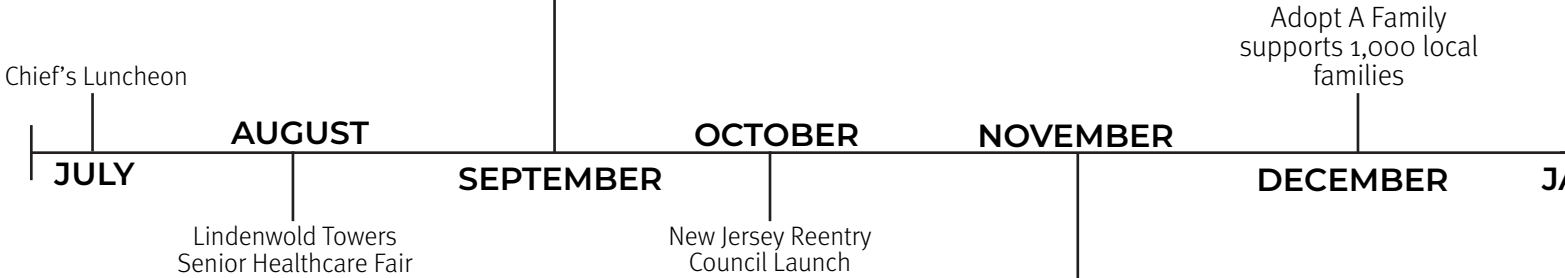 Adopt A Family
supports 1,000 local
families
Chief's Luncheon
AUGUST
OCTOBER
NOVEMBER
JULY
SEPTEMBER
DECEMBER
Lindenwold Towers
Senior Healthcare Fair
New Jersey Reentry
Council Launch